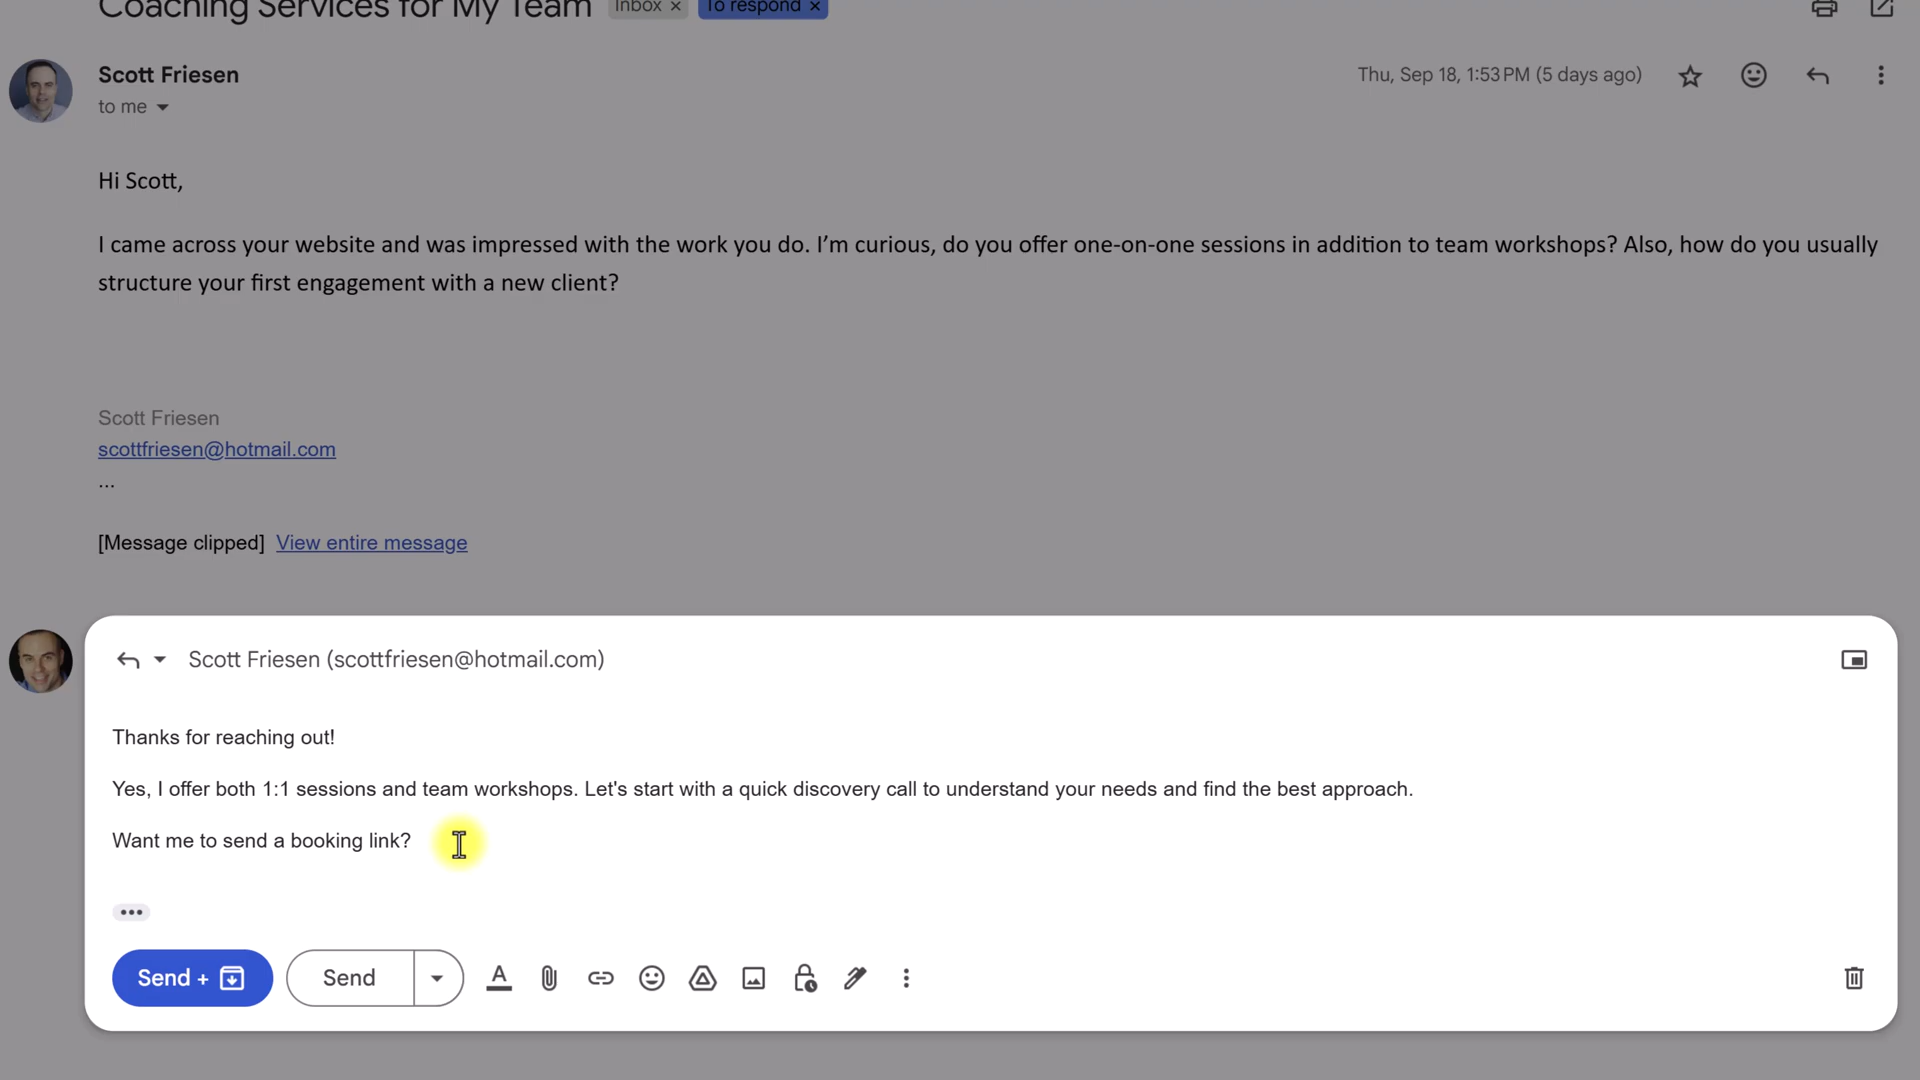 Coaching Services for My Team Inbox × To respond ×
Scott Friesen Thu, Sep 18, 1:53 PM (5 days ago)
to me
Hi Scott,
I came across your website and was impressed with the work you do. I’m curious, do you offer one-on-one sessions in addition to team workshops? Also, how do you usually
structure your first engagement with a new client?
Scott Friesen
scottfriesen@hotmail.com
...
[Message clipped] View entire message
Scott Friesen (scottfriesen@hotmail.com)
Thanks for reaching out!
Yes, I offer both 1:1 sessions and team workshops. Let's start with a quick discovery call to understand your needs and find the best approach.
Want me to send a booking link?
Send + Send